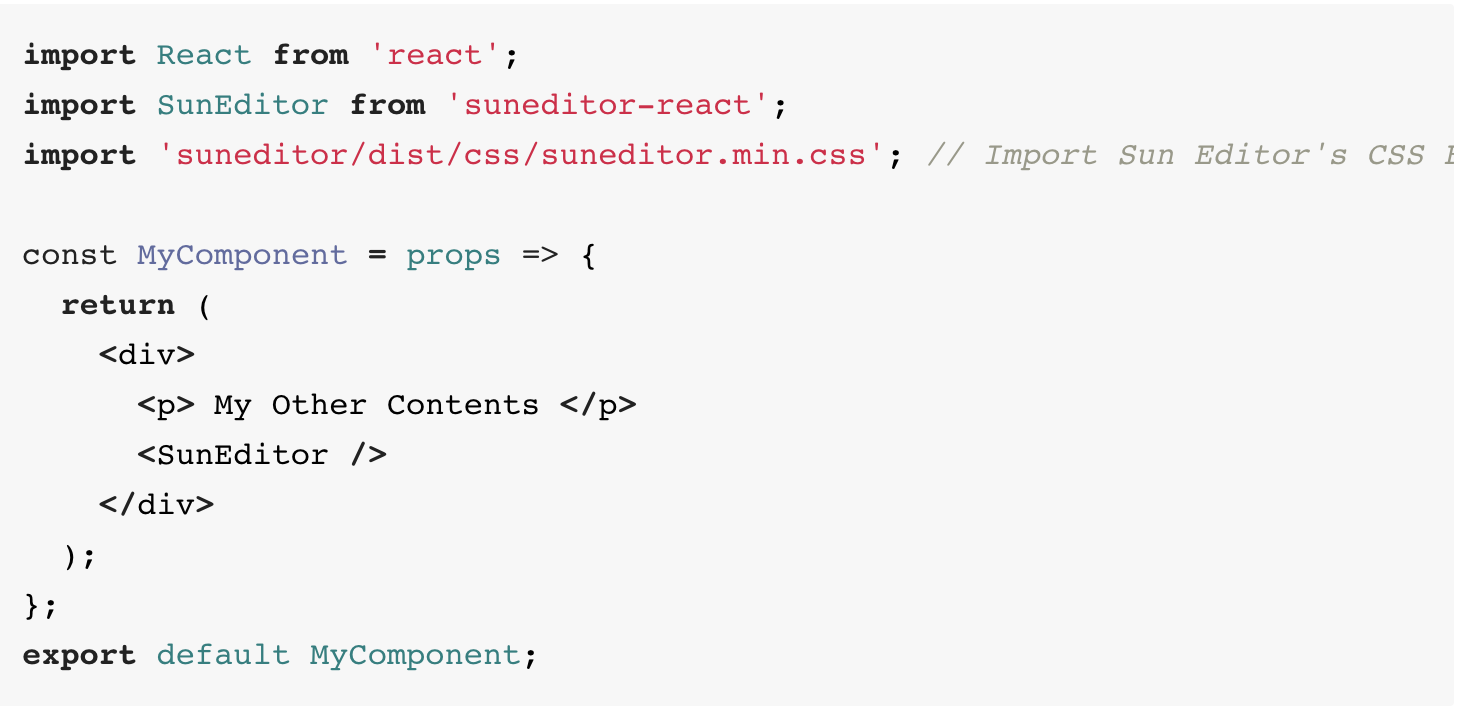 import React from 'react';
import SunEditor from 'suneditor-react';
import 'suneditor/dist/css/suneditor.min.css'; // Import Sun Editor's CSS
const MyComponent = props => {
  return (
    <div>
      <p> My Other Contents </p>
      <SunEditor />
    </div>
  );
};
export default MyComponent;